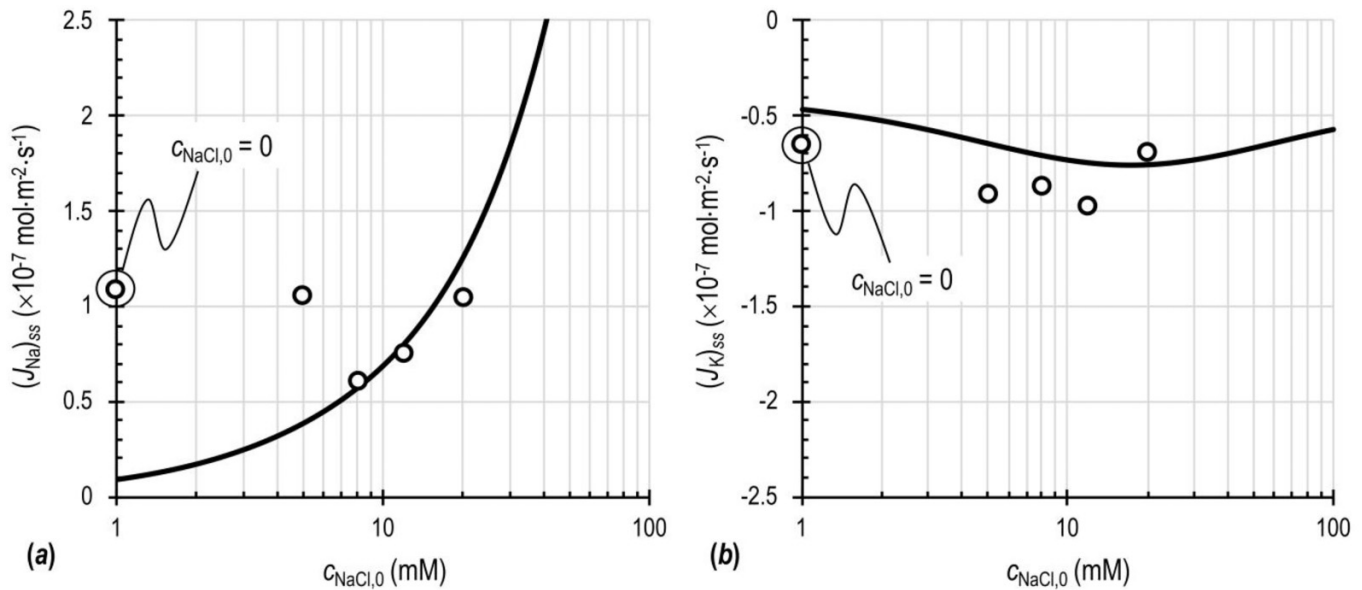 2.5
2
1.5
1
0.5
0
(J_Na)_ss (×10⁻⁷ mol·m⁻²·s⁻¹)
c_NaCl,0 = 0
1
10
100
(a)
c_NaCl,0 (mM)
0
-0.5
-1
-1.5
-2
-2.5
(J_K)_ss (×10⁻⁷ mol·m⁻²·s⁻¹)
c_NaCl,0 = 0
1
10
100
(b)
c_NaCl,0 (mM)